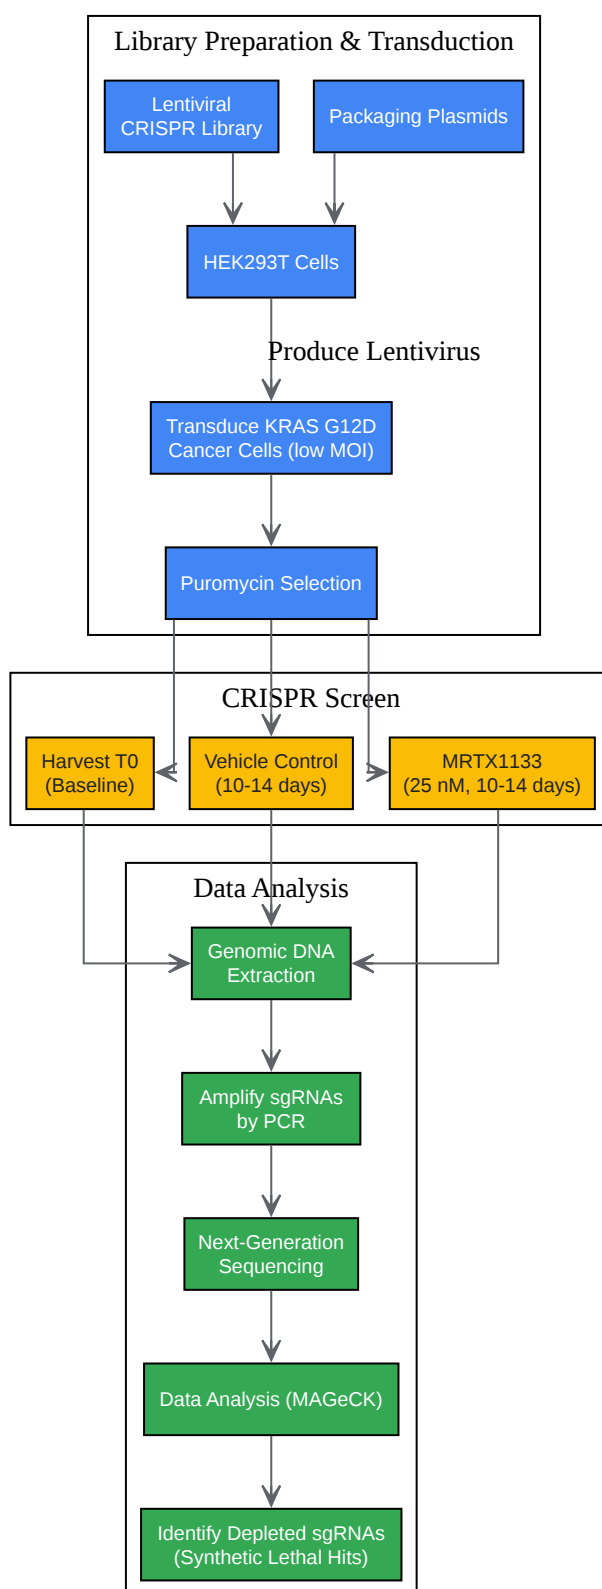 Library Preparation & Transduction
Lentiviral
CRISPR Library
Packaging Plasmids
HEK293T Cells
Produce Lentivirus
Transduce KRAS G12D
Cancer Cells (low MOI)
Puromycin Selection
CRISPR Screen
Harvest T0
(Baseline)
Vehicle Control
(10-14 days)
MRTX1133
(25 nM, 10-14 days)
Data Analysis
Genomic DNA
Extraction
Amplify sgRNAs
by PCR
Next-Generation
Sequencing
Data Analysis (MAGeCK)
Identify Depleted sgRNAs
(Synthetic Lethal Hits)